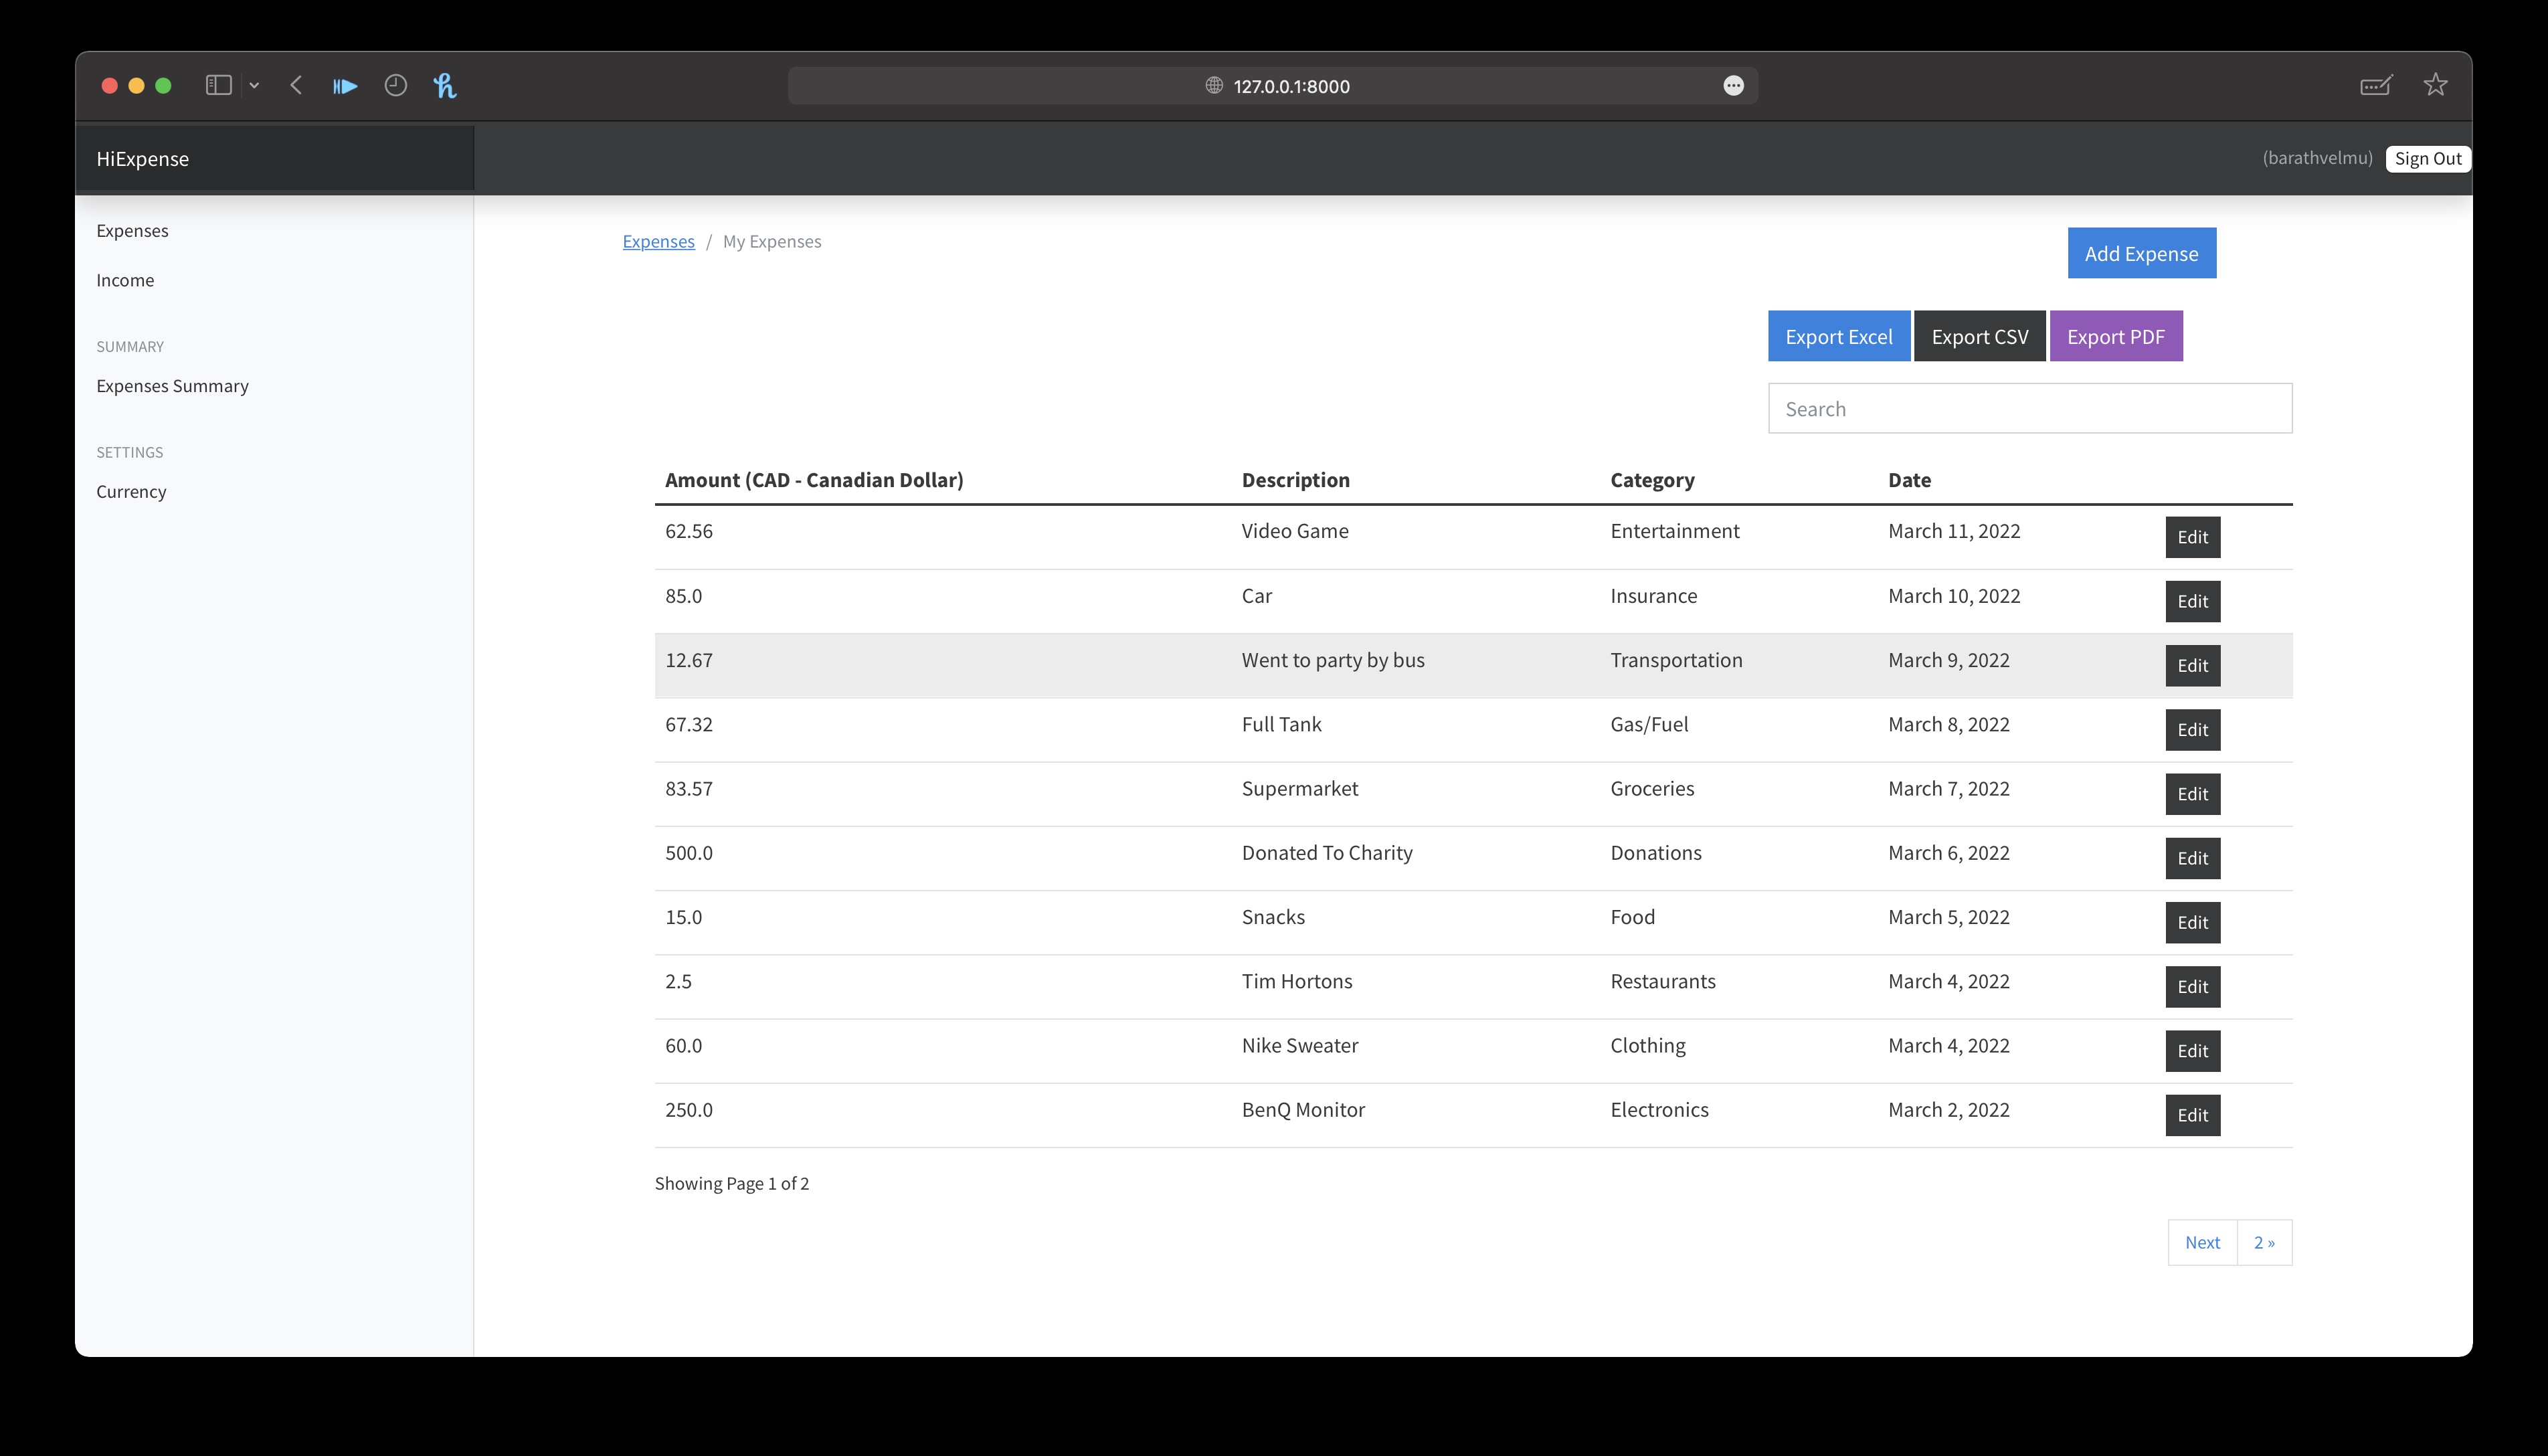 127.0.0.1:8000
HiExpense
(barathvelmu) Sign Out
Expenses
Income
SUMMARY
Expenses Summary
SETTINGS
Currency
Expenses / My Expenses
Add Expense
Export Excel Export CSV Export PDF
Search
Amount (CAD - Canadian Dollar) Description Category Date
62.56 Video Game Entertainment March 11, 2022 Edit
85.0 Car Insurance March 10, 2022 Edit
12.67 Went to party by bus Transportation March 9, 2022 Edit
67.32 Full Tank Gas/Fuel March 8, 2022 Edit
83.57 Supermarket Groceries March 7, 2022 Edit
500.0 Donated To Charity Donations March 6, 2022 Edit
15.0 Snacks Food March 5, 2022 Edit
2.5 Tim Hortons Restaurants March 4, 2022 Edit
60.0 Nike Sweater Clothing March 4, 2022 Edit
250.0 BenQ Monitor Electronics March 2, 2022 Edit
Showing Page 1 of 2
Next 2 »